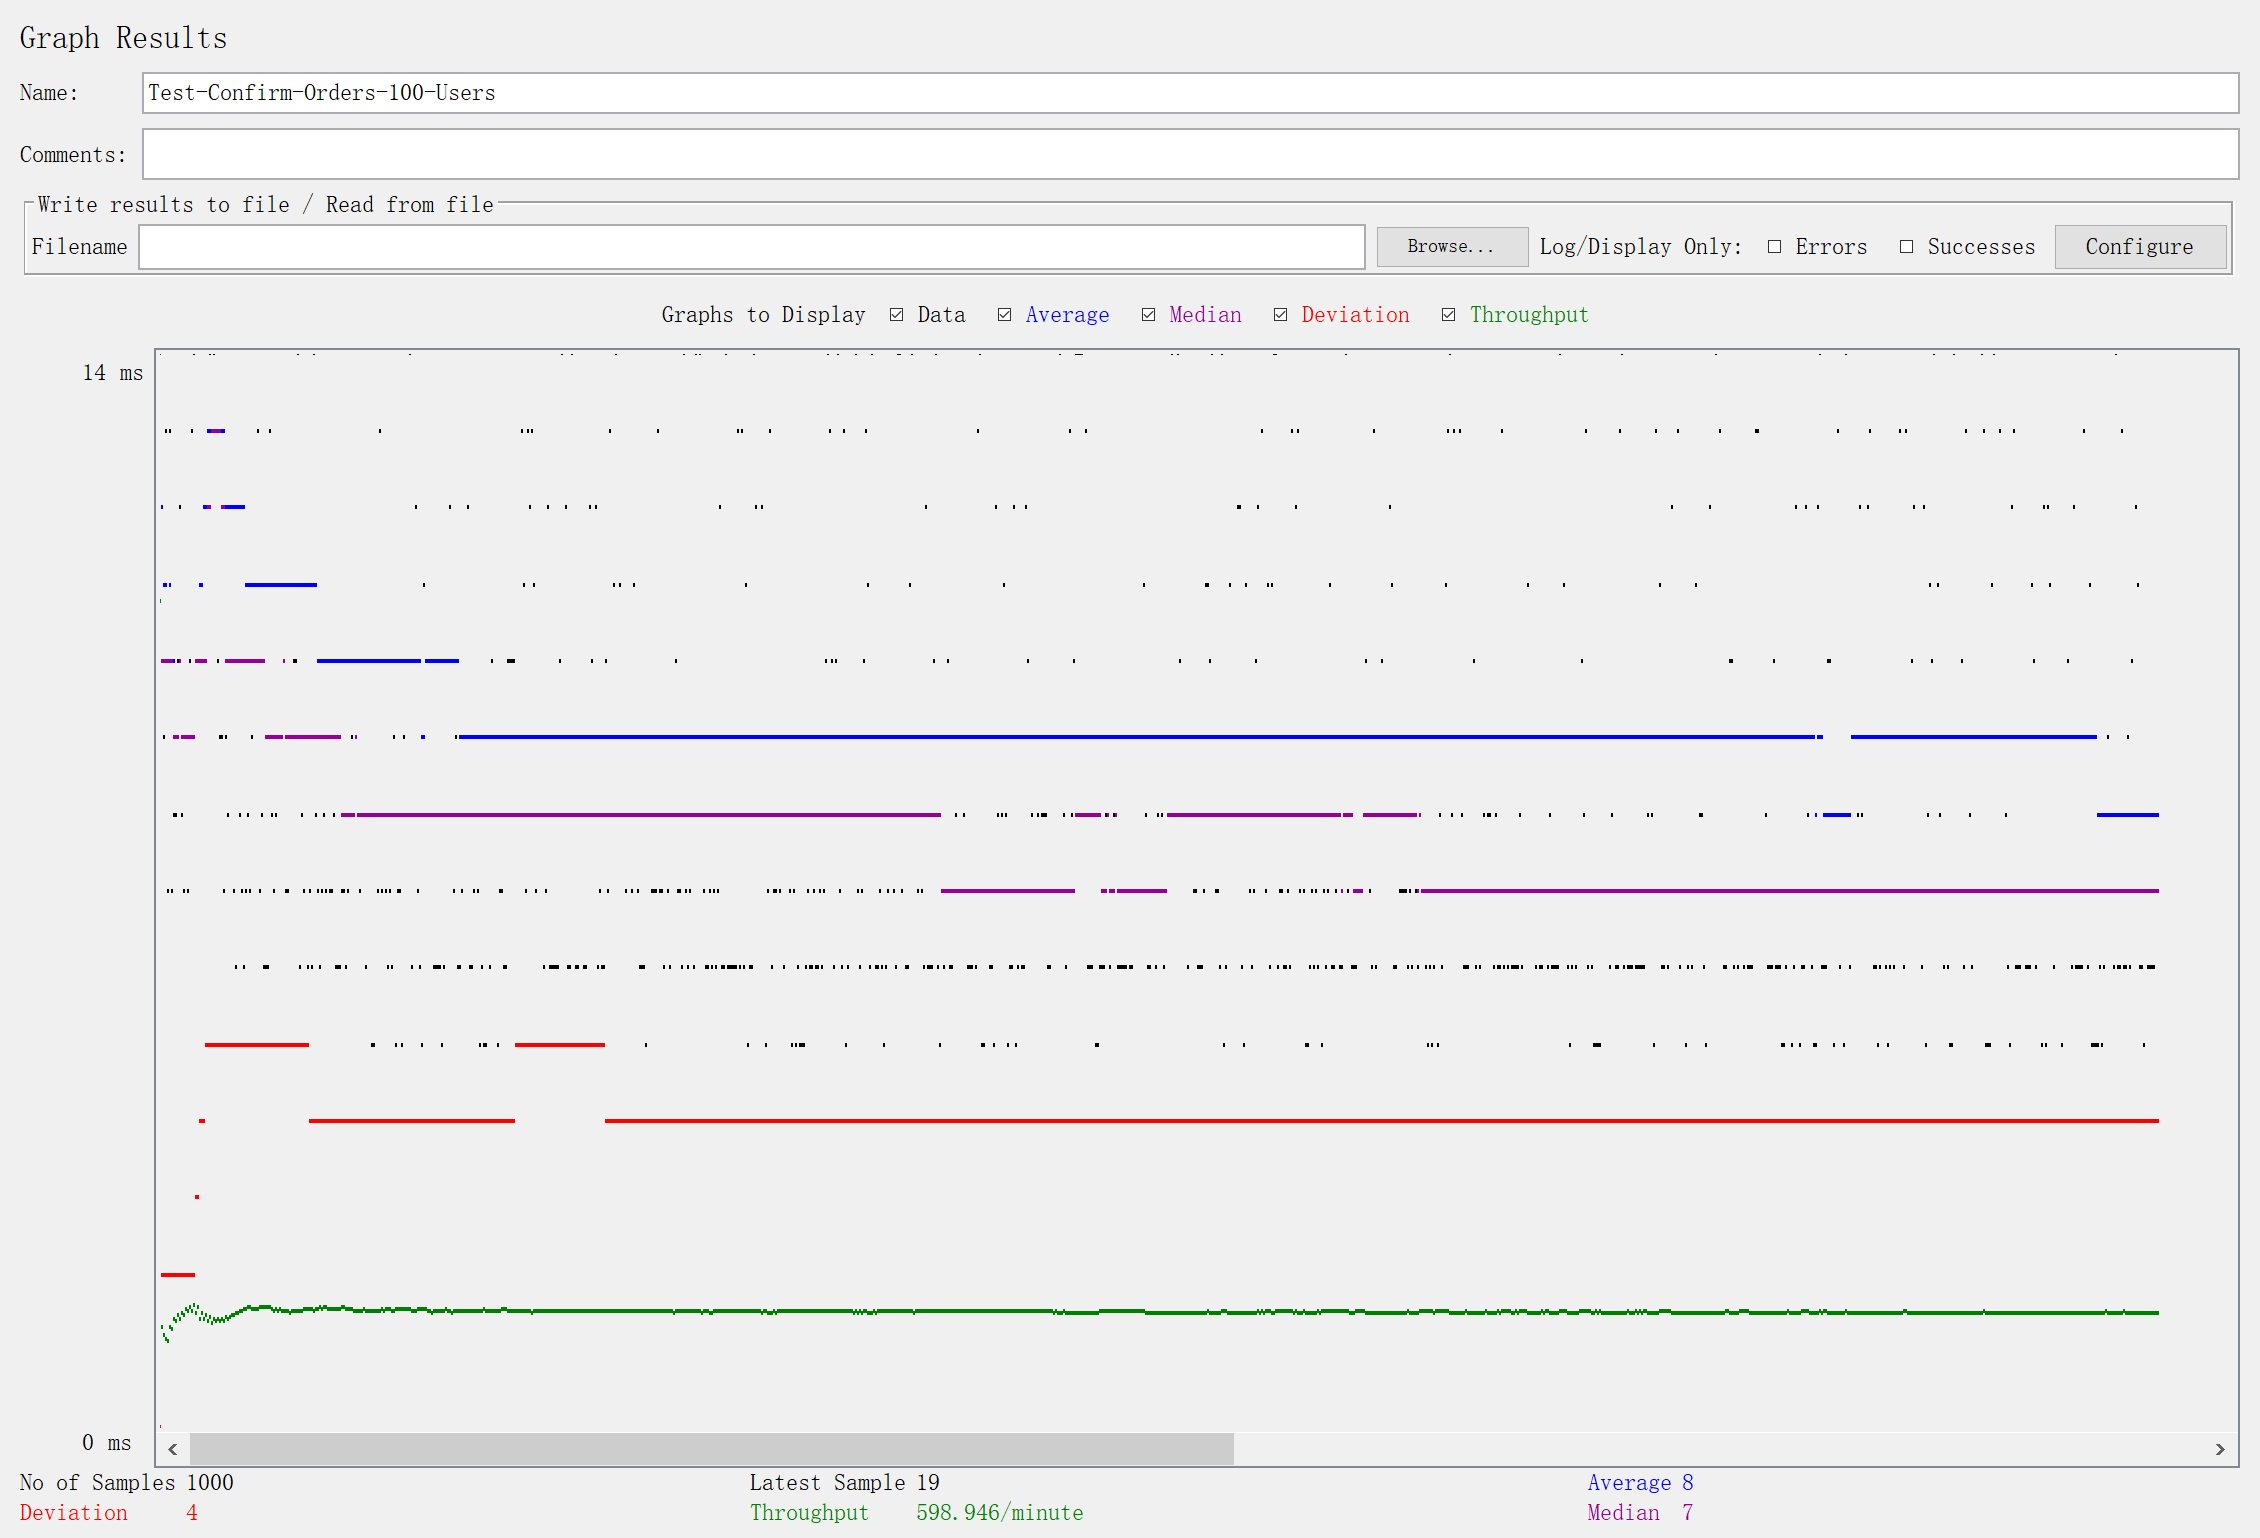 Graph Results
Name: Test-Confirm-Orders-100-Users
Comments:
Write results to file / Read from file
Filename Browse... Log/Display Only: Errors Successes Configure
Graphs to Display Data Average Median Deviation Throughput
14 ms
0 ms
No of Samples 1000 Latest Sample 19 Average 8
Deviation 4 Throughput 598.946/minute Median 7